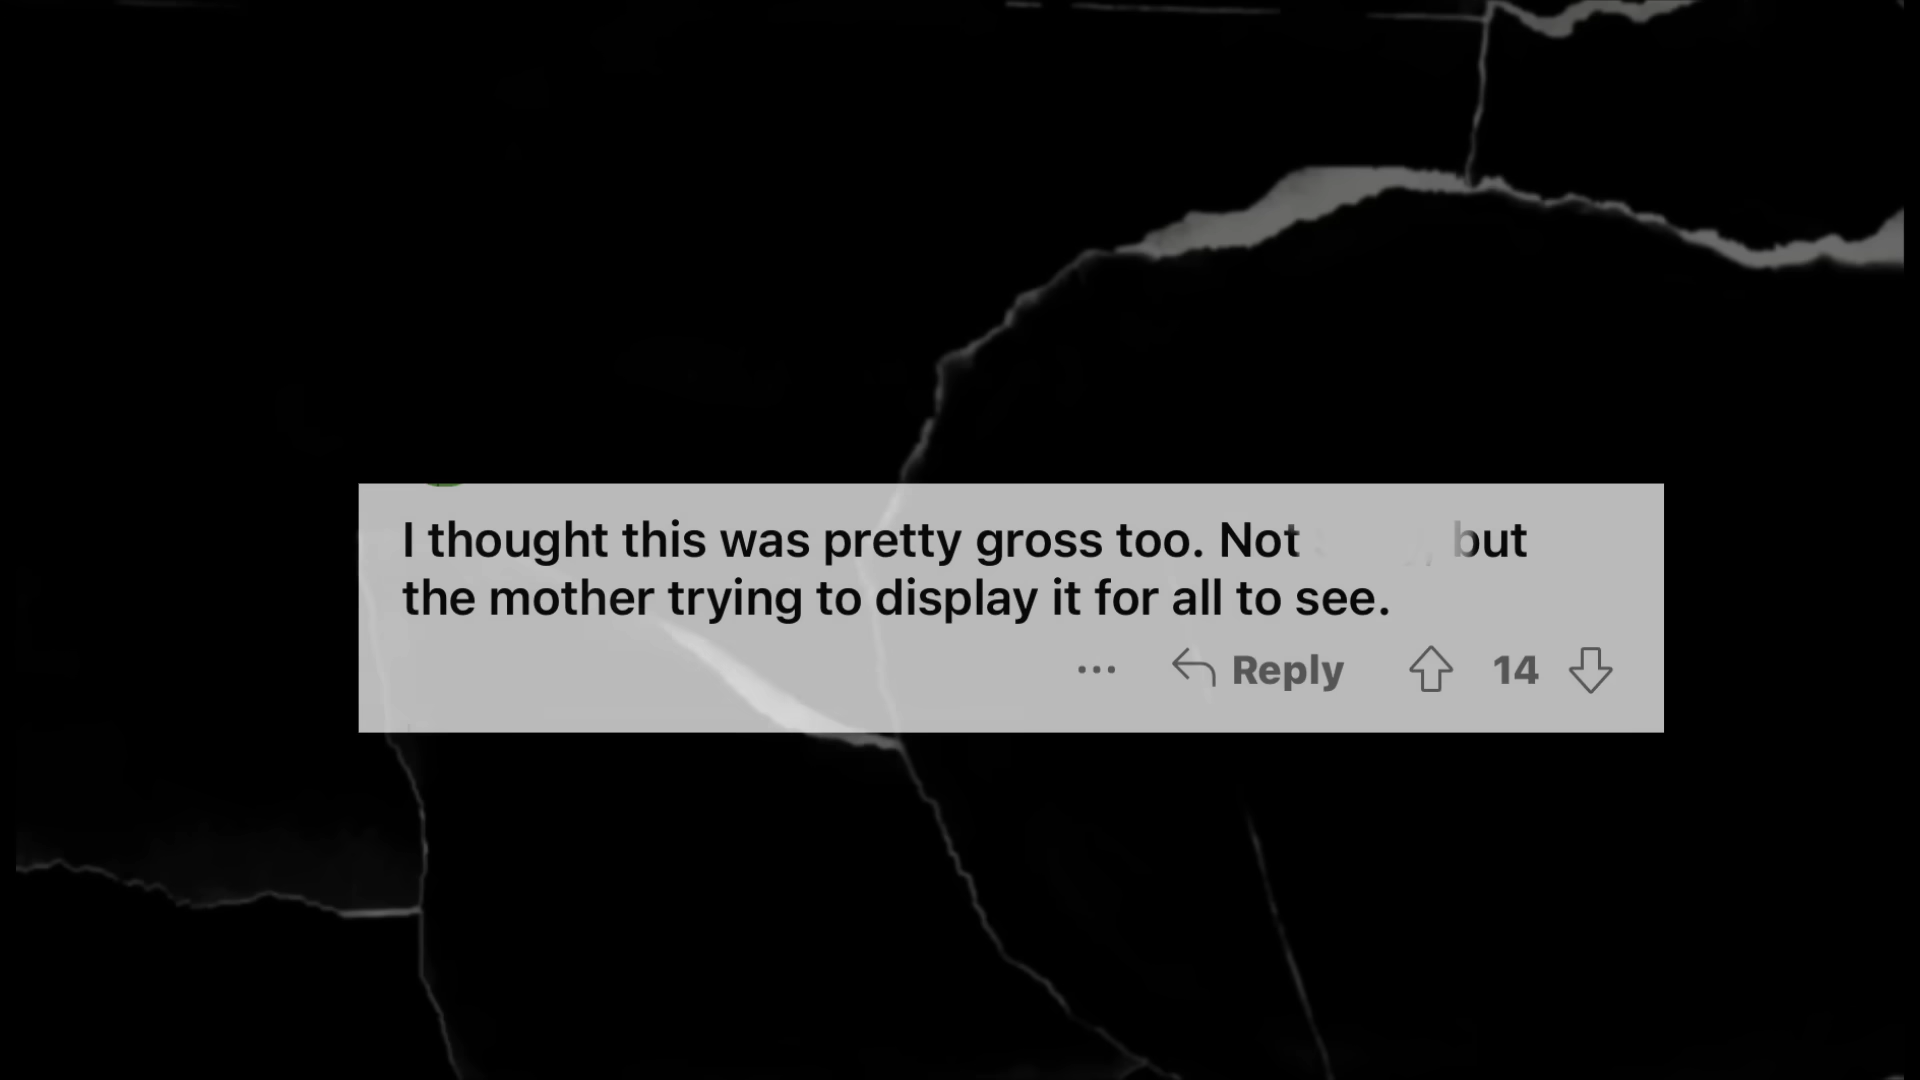 I thought this was pretty gross too. Not but
the mother trying to display it for all to see.
... Reply 14